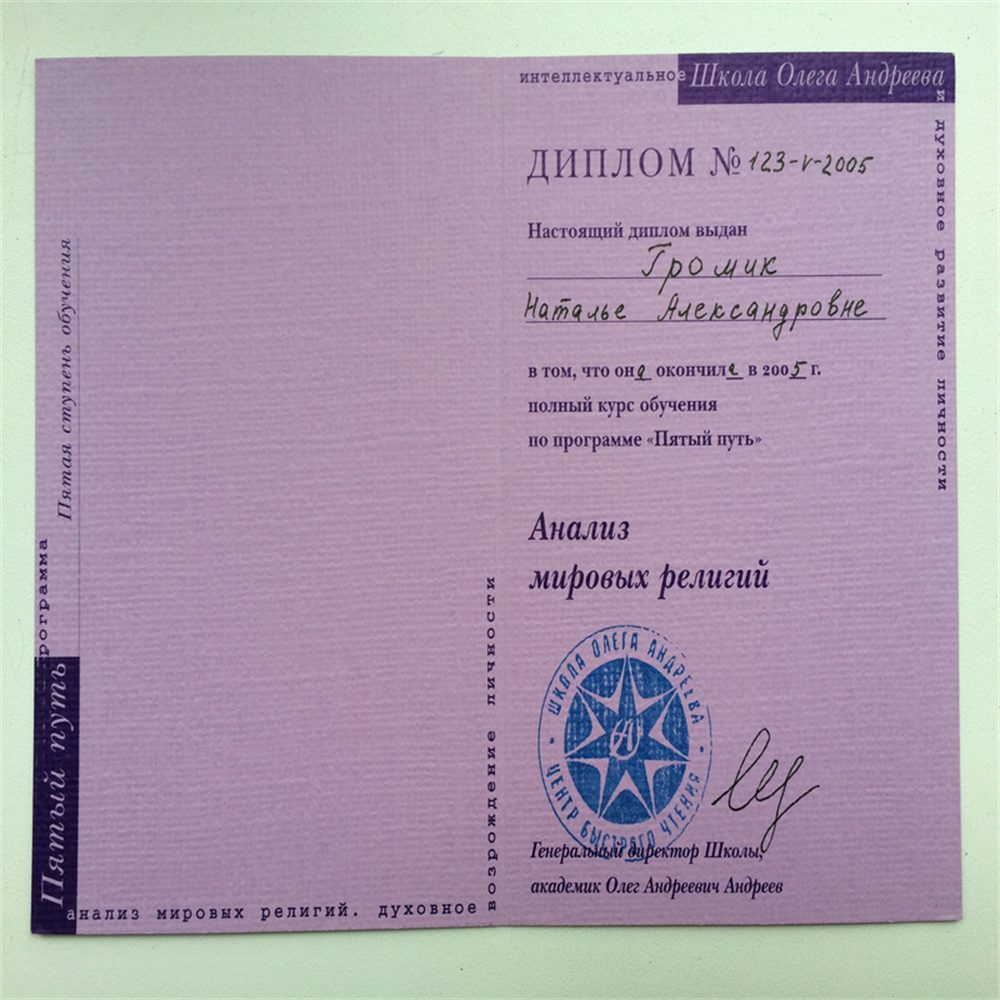 Пятая ступень обучения
программа
Пятый путь
анализ мировых религий. духовное
возрождение личности
интеллектуальное
Школа Олега Андреева
и духовное развитие личности
ДИПЛОМ № 123-V-2005
Настоящий диплом выдан
Громик
Наталье Александровне
в том, что она окончила в 2005 г.
полный курс обучения
по программе «Пятый путь»
Анализ
мировых религий
ШКОЛА ОЛЕГА АНДРЕЕВА
ЦЕНТР БЫСТРОГО ЧТЕНИЯ
Генеральный директор Школы,
академик Олег Андреевич Андреев